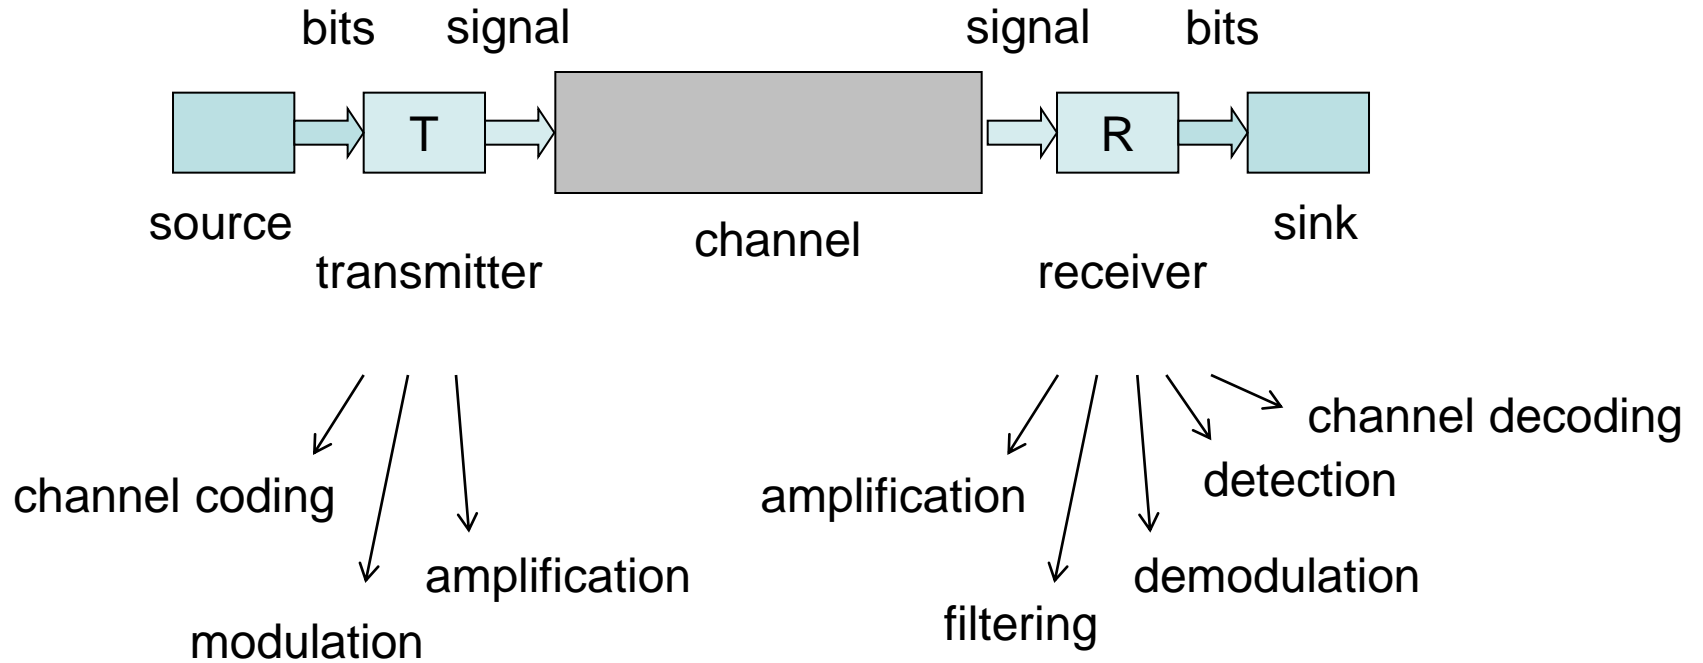 bits signal signal bits
T R
source channel sink
transmitter receiver
channel decoding
channel coding amplification detection
amplification demodulation
modulation filtering